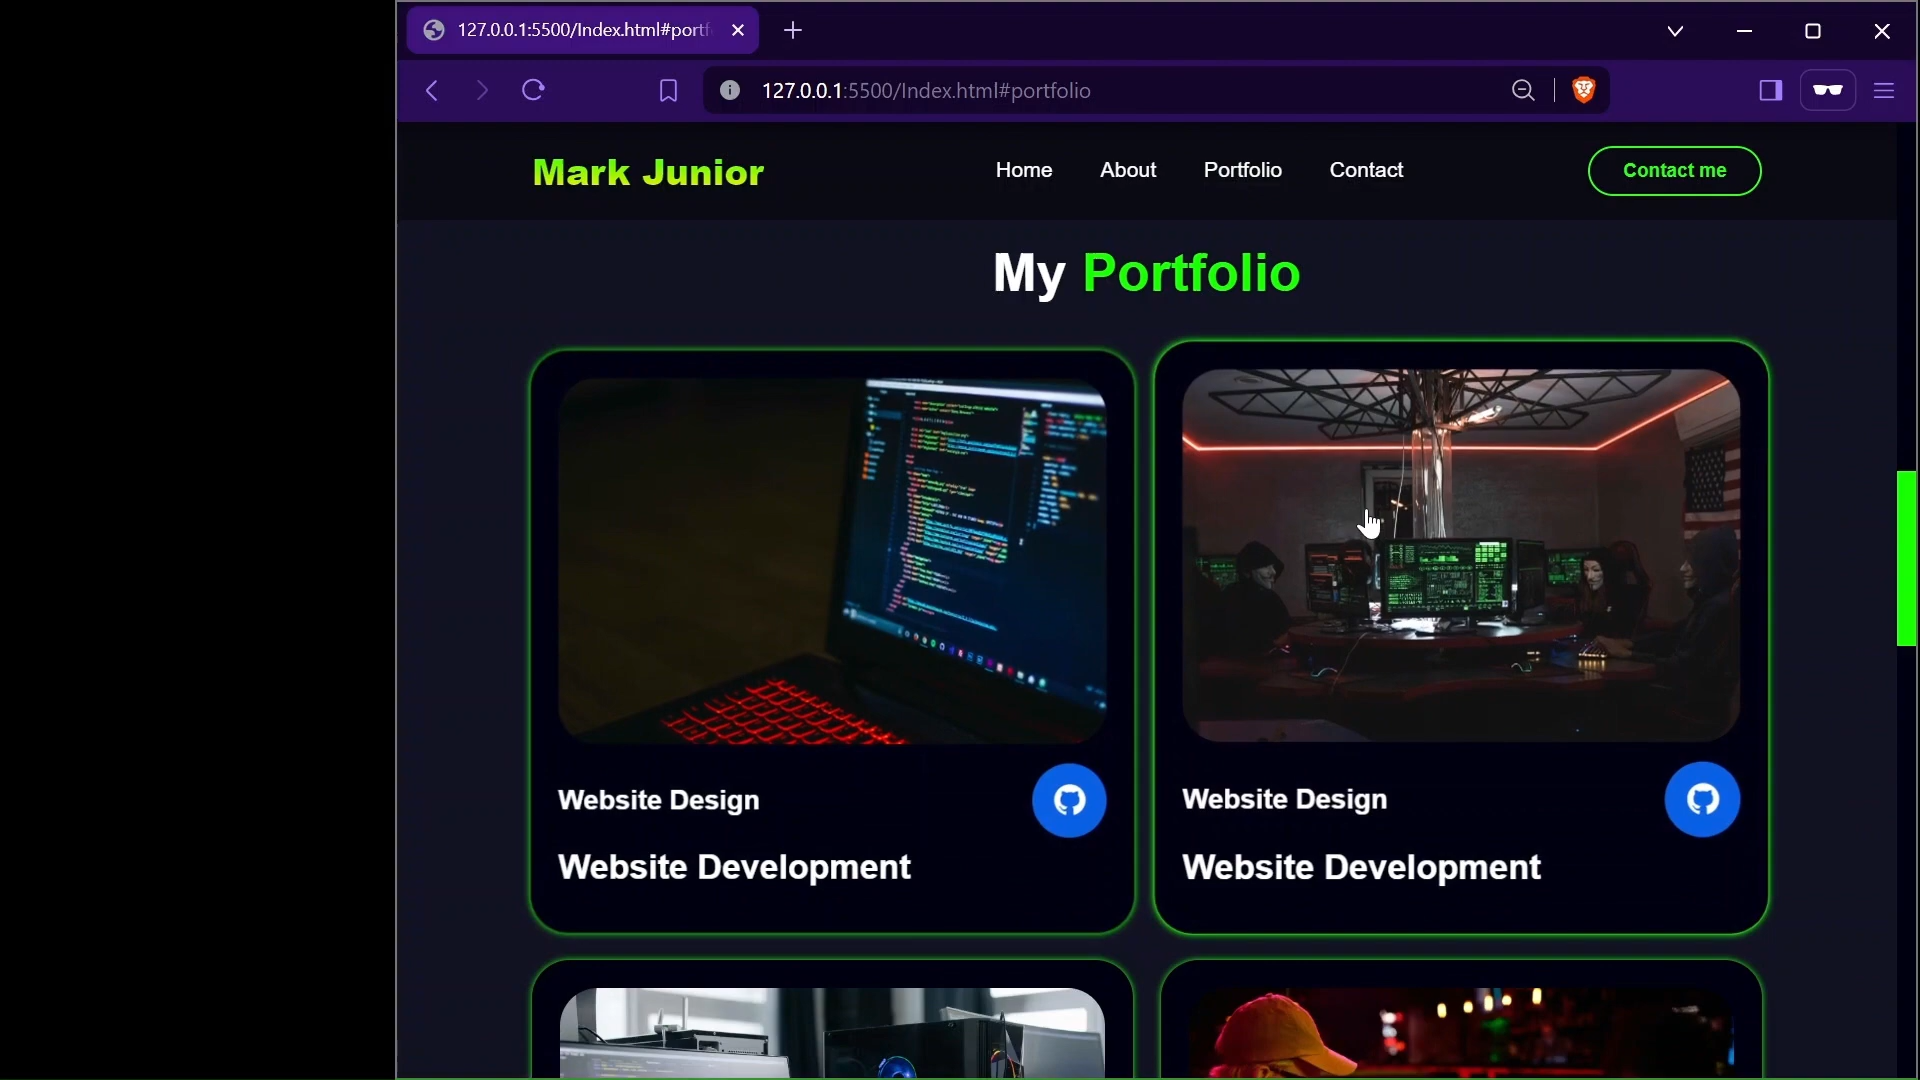 127.0.0.1:5500/Index.html#portf
127.0.0.1:5500/Index.html#portfolio
Mark Junior
Home
About
Portfolio
Contact
Contact me
My Portfolio
Website Design
Website Development
Website Design
Website Development